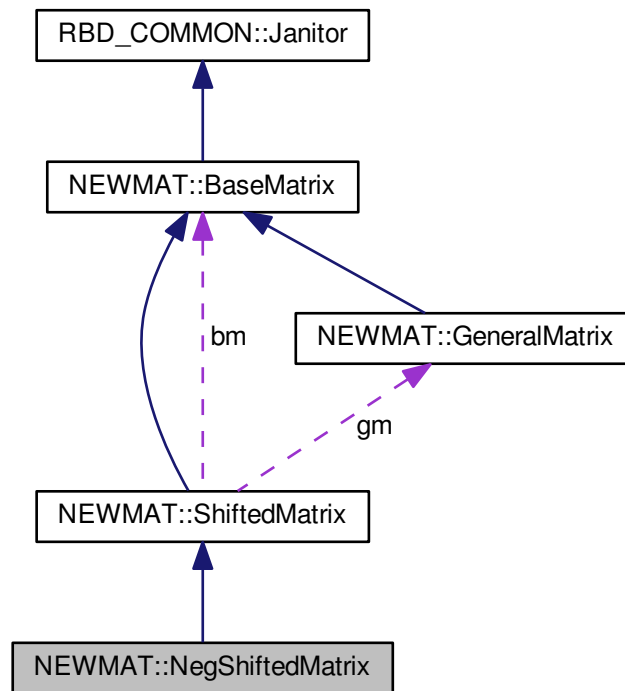 RBD_COMMON::Janitor
NEWMAT::BaseMatrix
bm
NEWMAT::GeneralMatrix
gm
NEWMAT::ShiftedMatrix
NEWMAT::NegShiftedMatrix